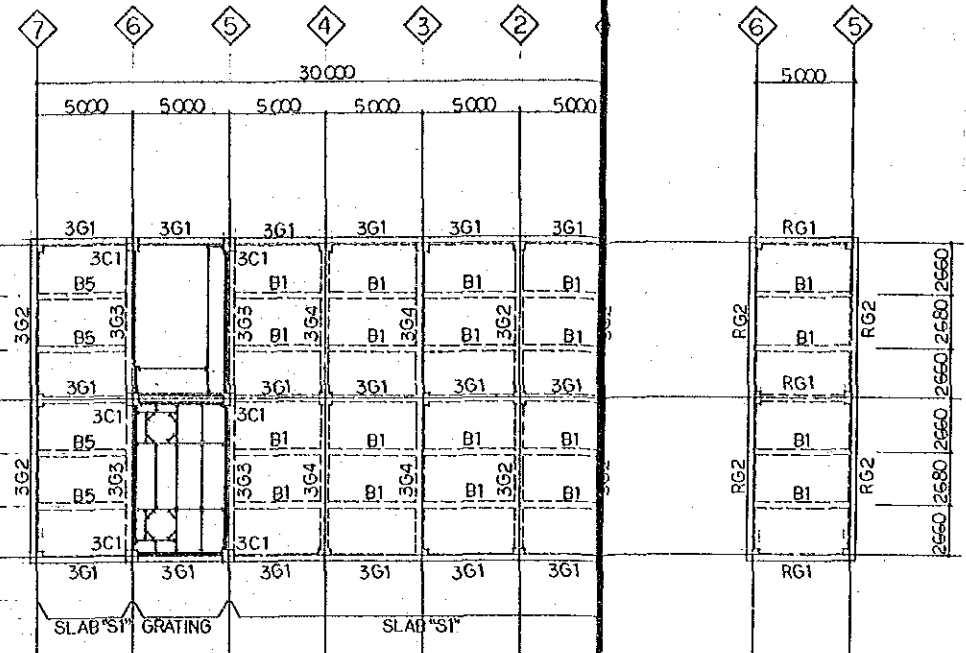 7 6 5 4 3 2 6 5
30000 5000
5000 5000 5000 5000 5000 5000
3G1 3G1 3G1 3G1 3G1 3G1 RG1
3C1 3C1
B5 B1 B1 B1 B1 B1
3G2 3G3 3G3 3G4 3G4 3G2 RG2 RG2
B5 B1 B1 B1 B1 B1
3G1 3G1 3G1 3G1 3G1 RG1
3C1 3C1
B5 B1 B1 B1 B1 B1
3G2 3G3 3G3 3G4 3G4 3G2 RG2 RG2
B5 B1 B1 B1 B1 B1
3C1 3C1
3G1 3G1 3G1 3G1 3G1 3G1 RG1
2660 2680 2660 2660 2680 2660
SLAB "S1" GRATING SLAB "S1"